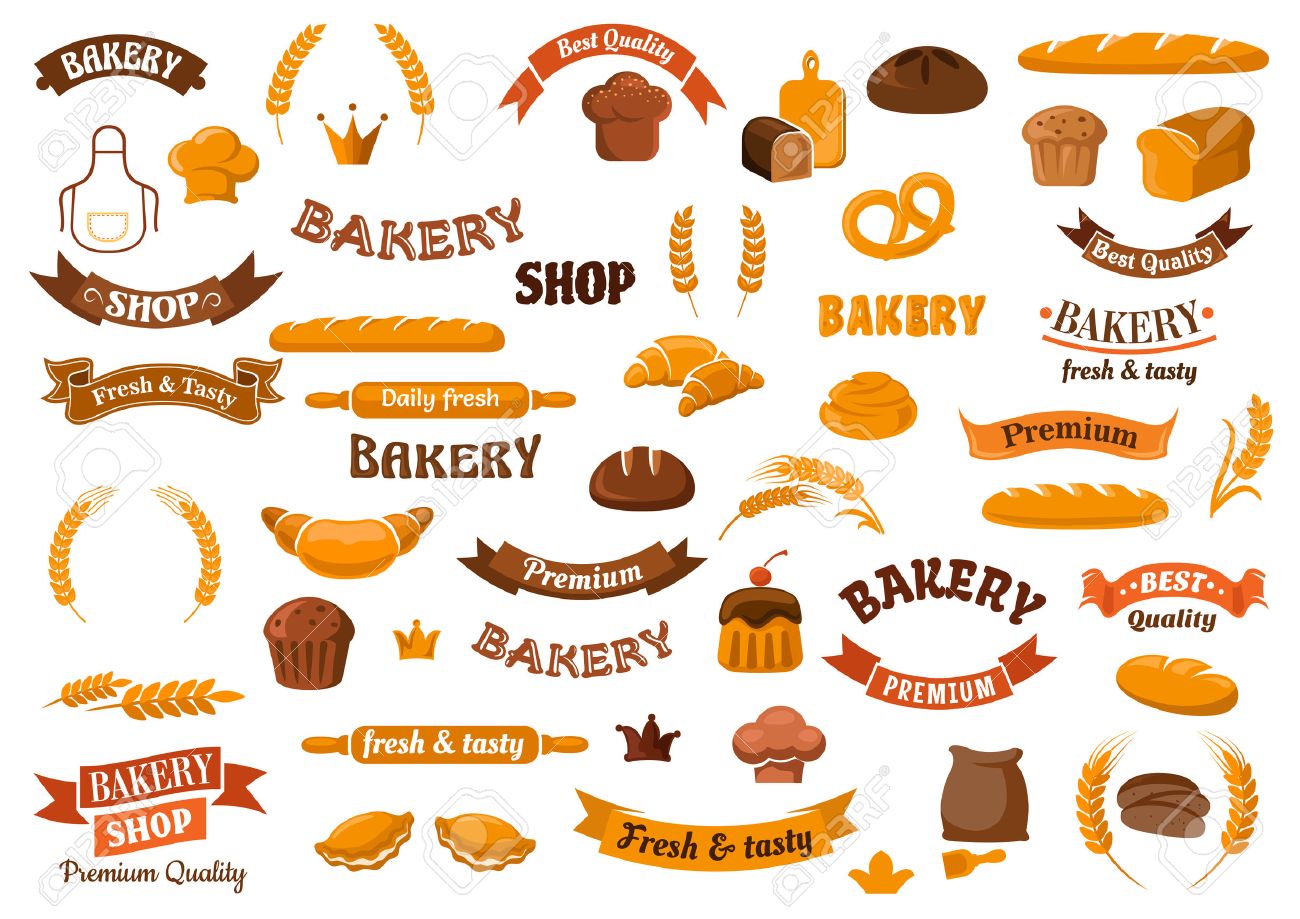 BAKERY
Best Quality
BAKERY
SHOP
SHOP
Best Quality
BAKERY
BAKERY
fresh & tasty
Fresh & Tasty
Daily fresh
BAKERY
Premium
Premium
BAKERY
BEST
Quality
BAKERY
PREMIUM
fresh & tasty
BAKERY
SHOP
Premium Quality
Fresh & tasty
123RF